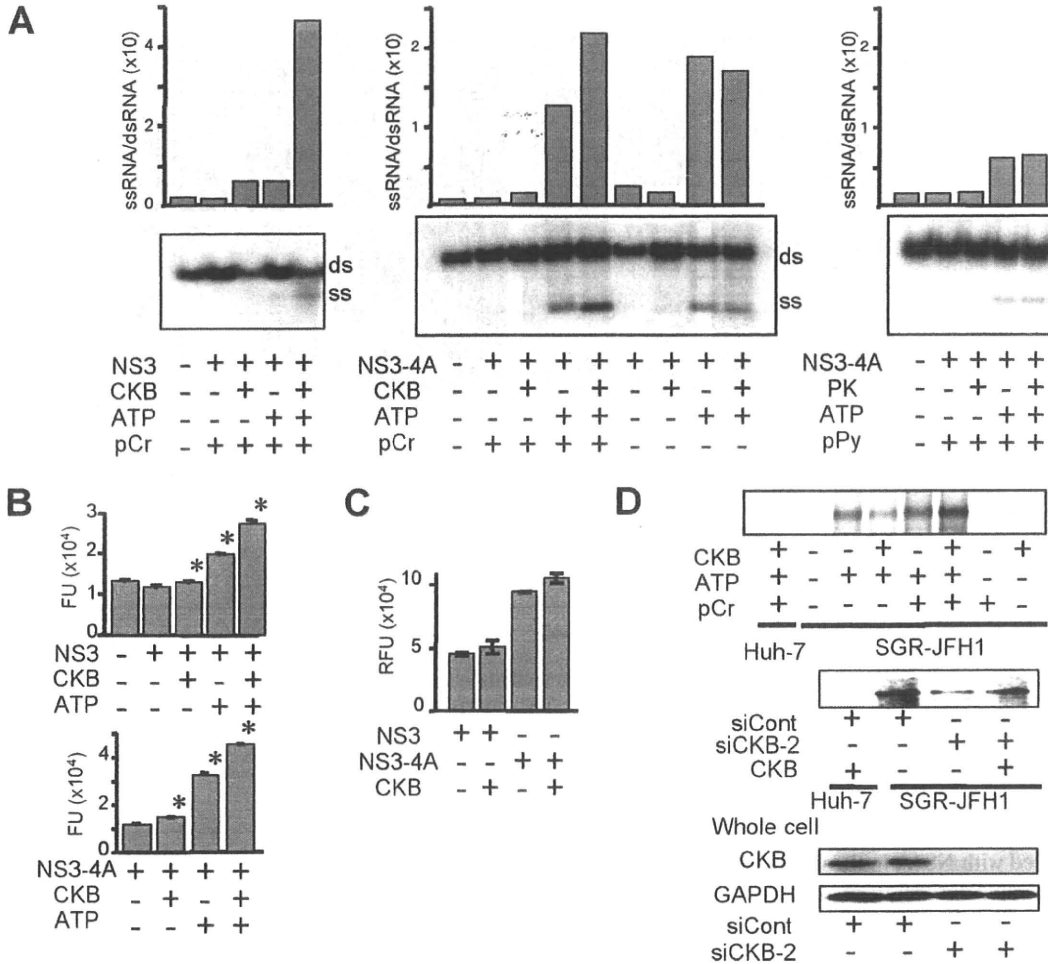 A
ssRNA/dsRNA (x10)
4
2
0
ds
ss
NS3 - + + + +
CKB - - + - +
ATP - - - + +
pCr - + + + +
ssRNA/dsRNA (x10)
2
1
0
ds
ss
NS3-4A - + + + + + + + +
CKB - - + - + - + - +
ATP - - - + + - - + +
pCr - + + + + - - - -
ssRNA/dsRNA (x10)
2
1
0
NS3-4A - + + + +
PK - - + - +
ATP - - - + +
pPy - + + + +
B
FU (x10⁴)
3
2
1
0
* * *
NS3 - + + + +
CKB - - + - +
ATP - - - + +
FU (x10⁴)
4
2
0
* * *
NS3-4A + + + +
CKB - + - +
ATP - - + +
C
RFU (x10⁴)
10
5
0
NS3 + + - -
NS3-4A - - + +
CKB - + - +
D
CKB + - - + - + - +
ATP + - + + + + - -
pCr + - - - + + + -
Huh-7 SGR-JFH1
siCont + + - -
siCKB-2 - - + +
CKB + - - +
Huh-7 SGR-JFH1
Whole cell
CKB
GAPDH
siCont + + - -
siCKB-2 - - + +